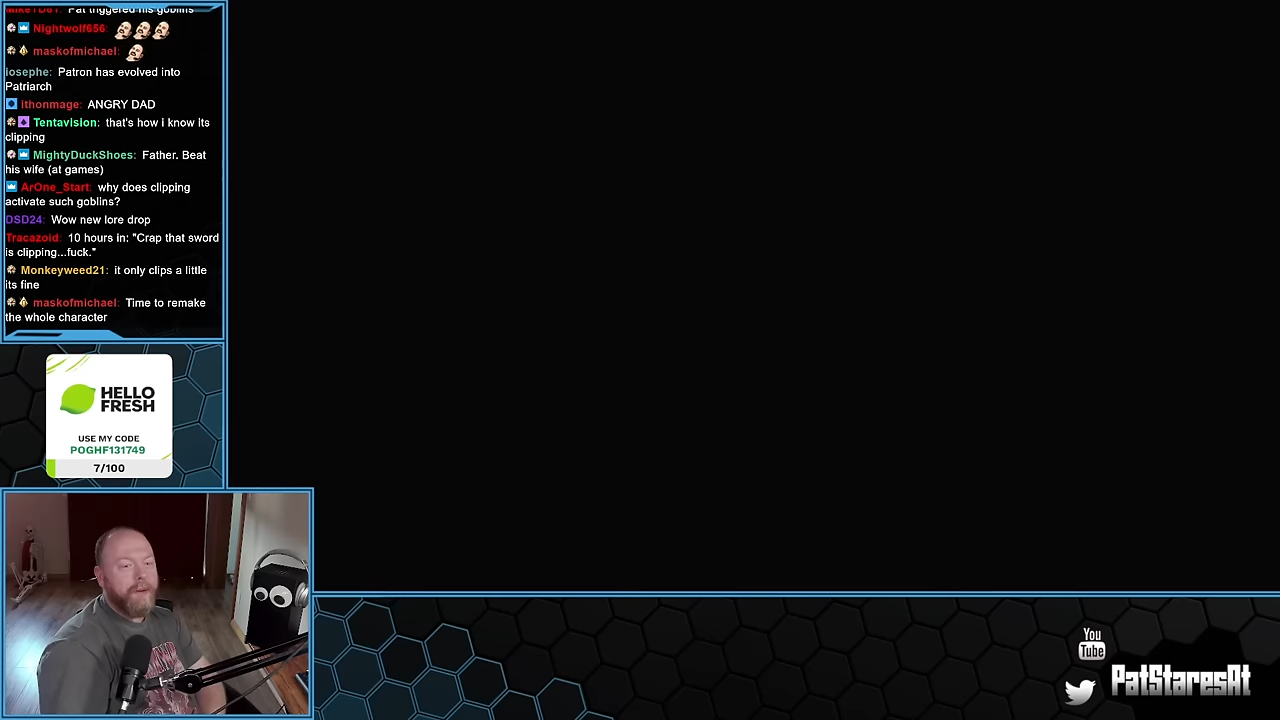 MikeTD81: Pat triggered his goblins
Nightwolf656:
maskofmichael:
iosephe: Patron has evolved into
Patriarch
ithonmage: ANGRY DAD
Tentavision: that's how i know its
clipping
MightyDuckShoes: Father. Beat
his wife (at games)
ArOne_Start: why does clipping
activate such goblins?
DSD24: Wow new lore drop
Tracazoid: 10 hours in: "Crap that sword
is clipping...fuck."
Monkeyweed21: it only clips a little
its fine
maskofmichael: Time to remake
the whole character
HELLO
FRESH
USE MY CODE
POGHF131749
7/100
You
Tube
PatStaresAt